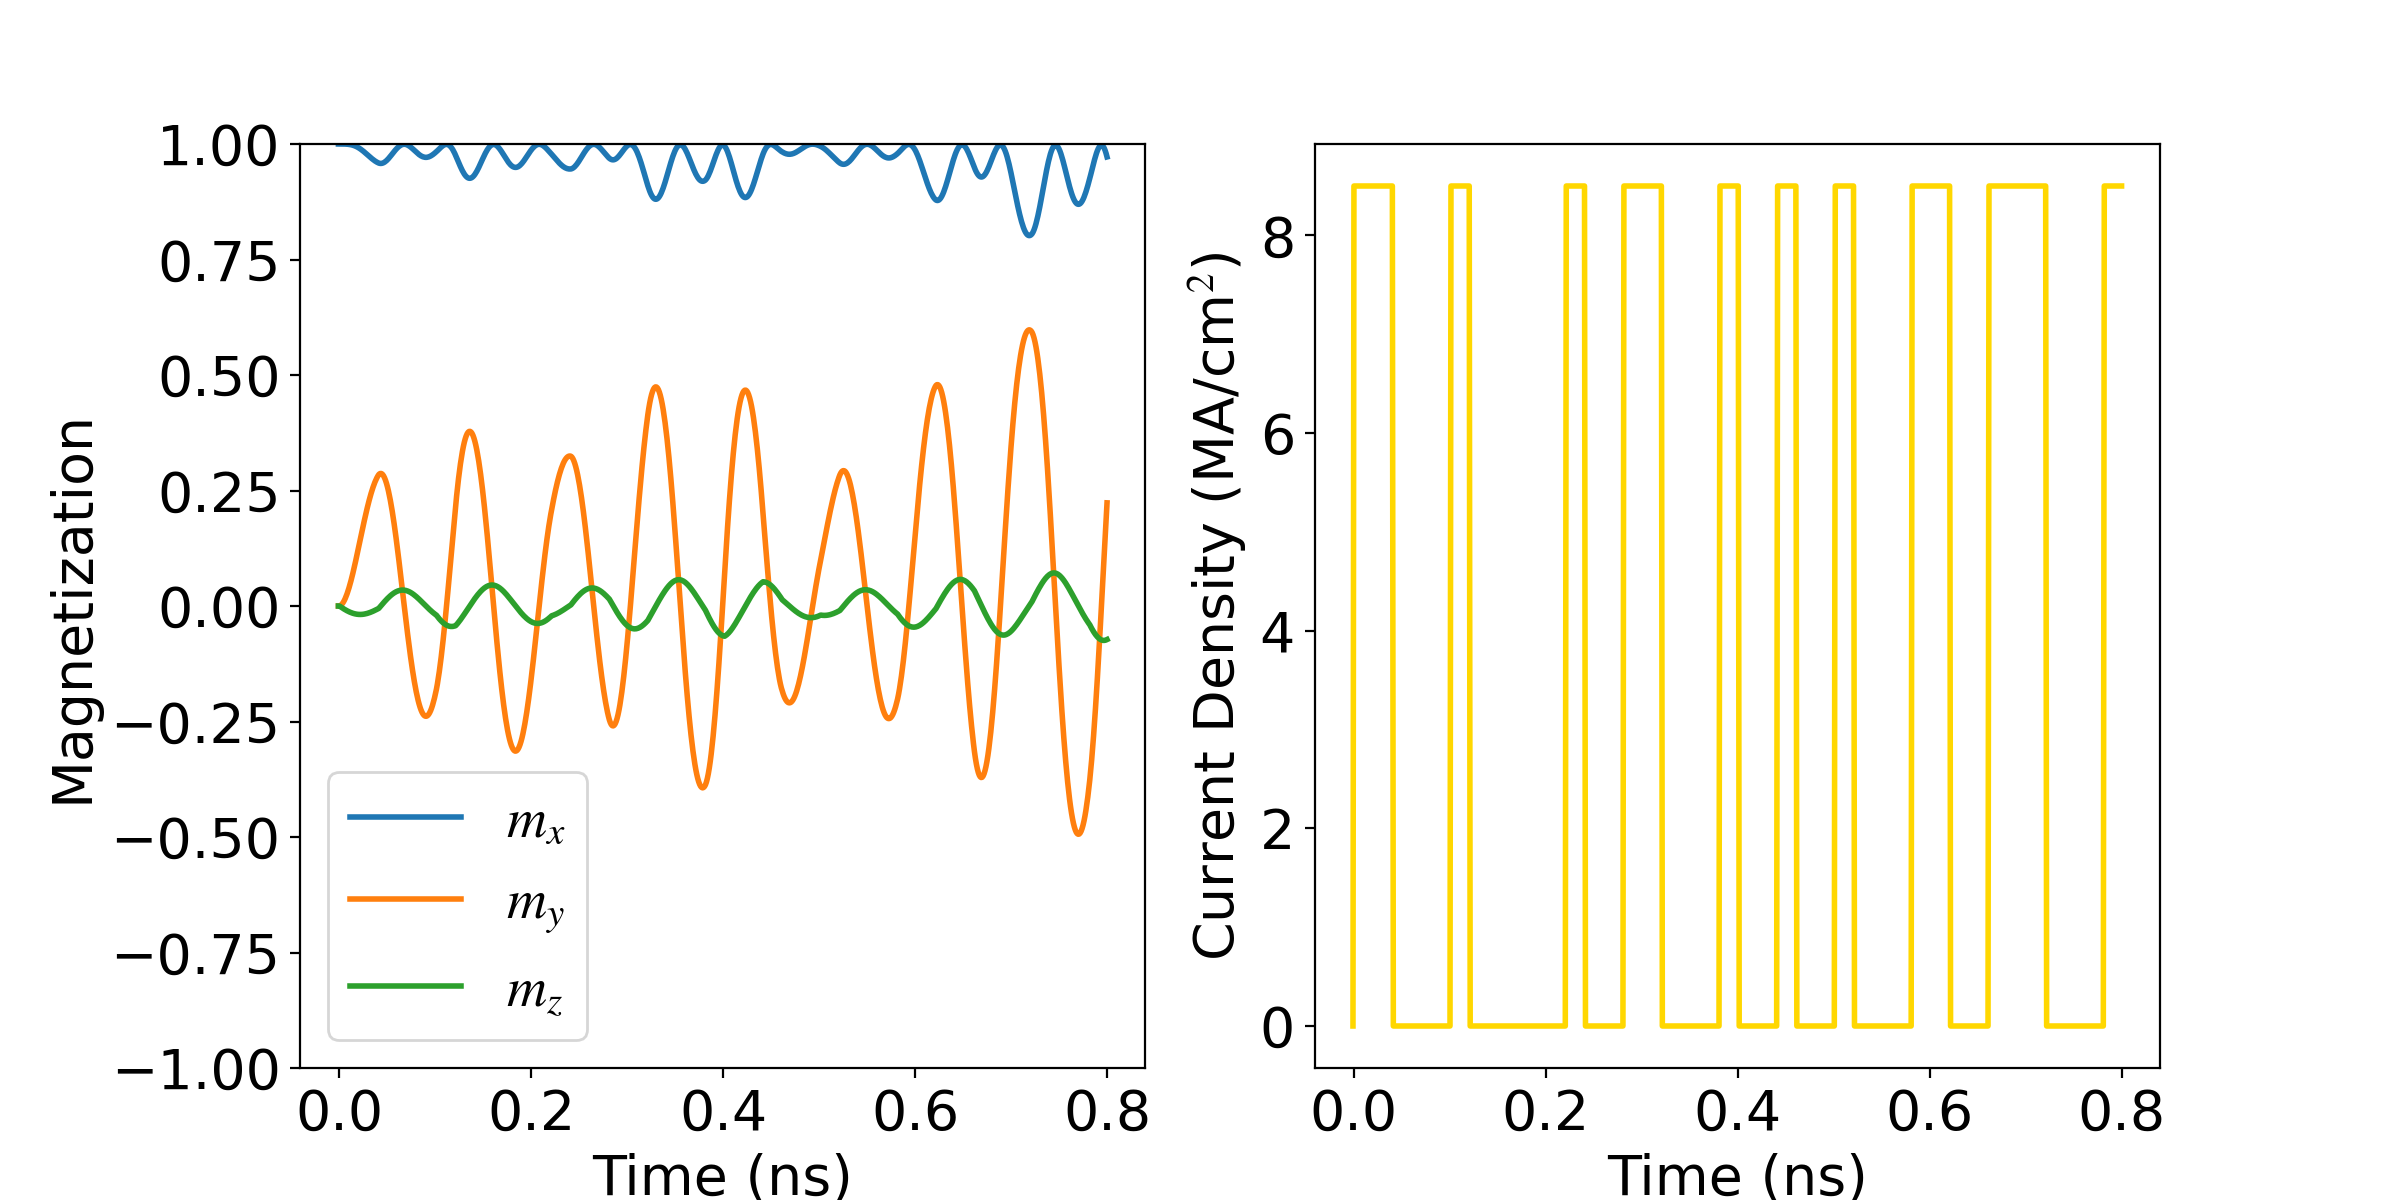 1.00
0.75
0.50
0.25
0.00
−0.25
−0.50
−0.75
−1.00
Magnetization
m_x
m_y
m_z
0.0 0.2 0.4 0.6 0.8
Time (ns)
8
6
4
2
0
Current Density (MA/cm²)
0.0 0.2 0.4 0.6 0.8
Time (ns)